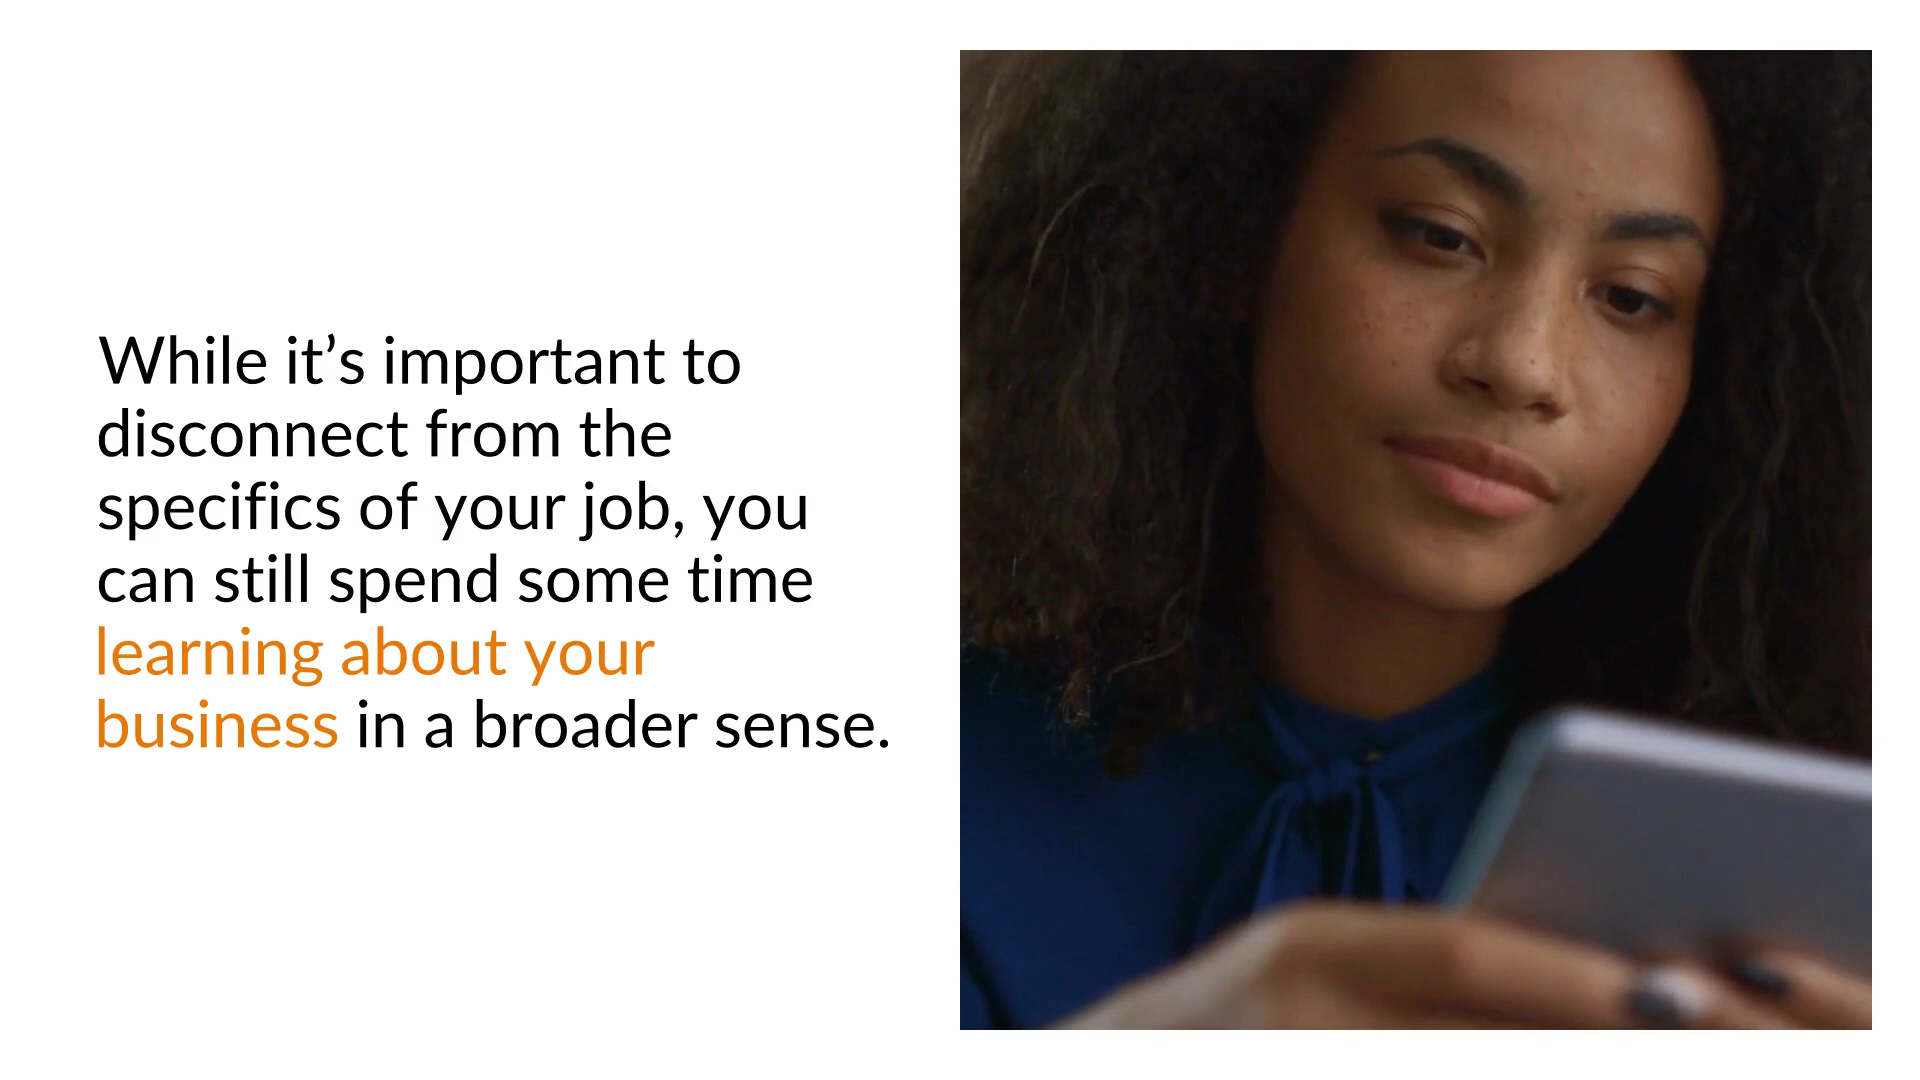 While it’s important to
disconnect from the
specifics of your job, you
can still spend some time
learning about your
business in a broader sense.